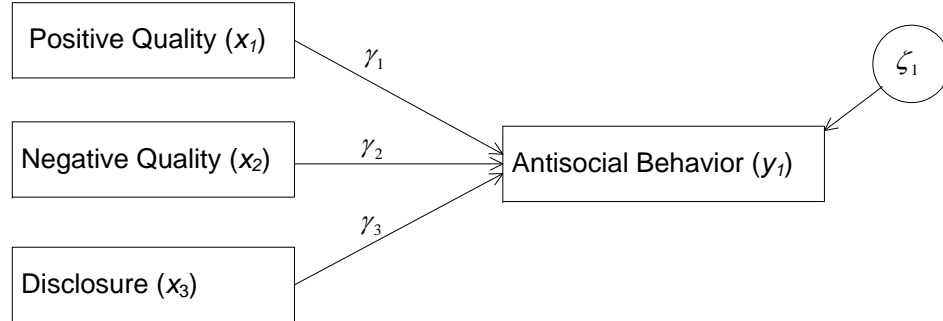 Positive Quality (x₁)
γ₁
ζ₁
Negative Quality (x₂)
γ₂
Antisocial Behavior (y₁)
γ₃
Disclosure (x₃)